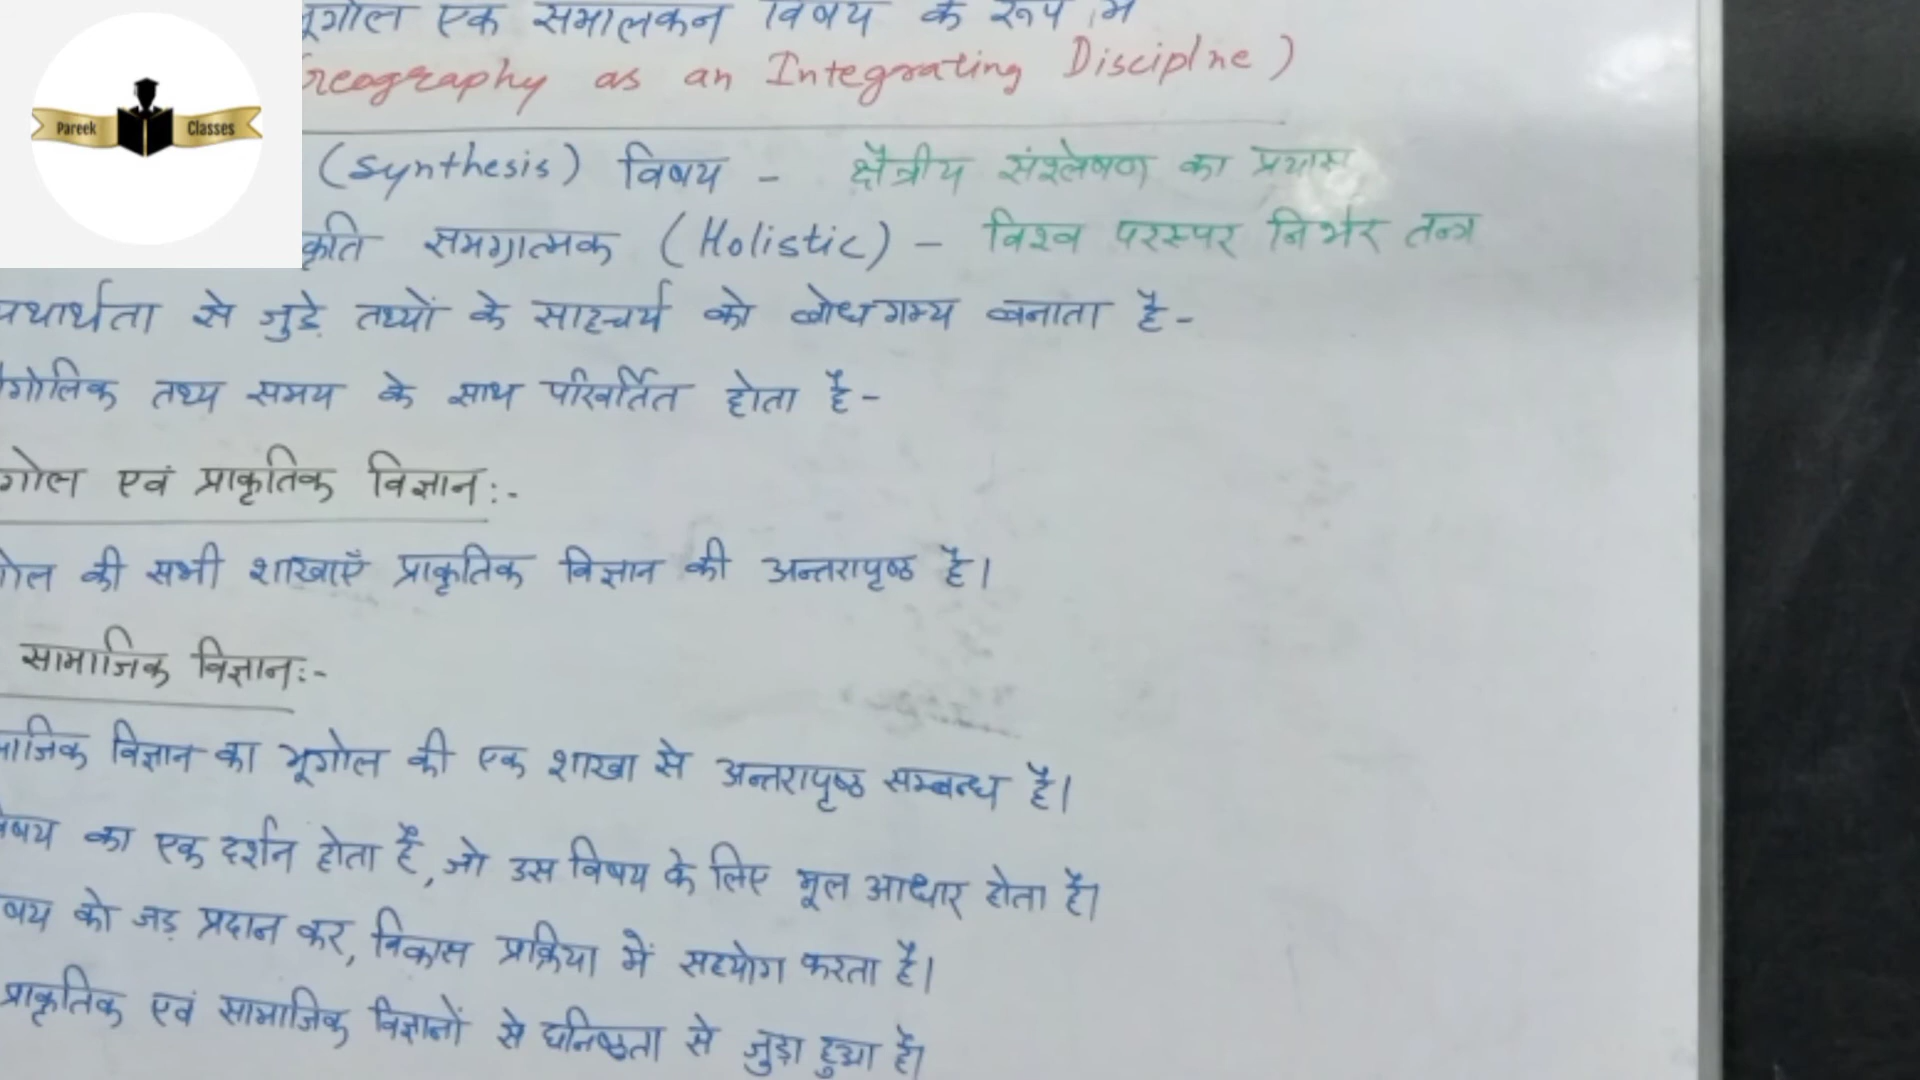 Pareek Classes
भूगोल एक समाकलन विषय के रूप में
Geography as an Integrating Disciplne)
(Synthesis) विषय - क्षैत्रीय संश्लेषण का प्रयास
कृति समग्रात्मक (Holistic) - विश्व परस्पर निर्भर तन्त्र
यथार्थता से जुड़े तथ्यों के साहचर्य को बोधगम्य बनाता है-
गोलिक तथ्य समय के साथ परिवर्तित होता है-
गोल एवं प्राकृतिक विज्ञान:-
गोल की सभी शाखाएँ प्राकृतिक विज्ञान की अन्तरापृष्ठ है।
सामाजिक विज्ञान:-
माजिक विज्ञान का भूगोल की एक शाखा से अन्तरापृष्ठ सम्बन्ध है।
विषय का एक दर्शन होता है, जो उस विषय के लिए मूल आधार होता है।
षय को जड़ प्रदान कर, विकास प्रक्रिया में सहयोग करता है।
प्राकृतिक एवं सामाजिक विज्ञानों से घनिष्ठता से जुड़ा हुआ है।